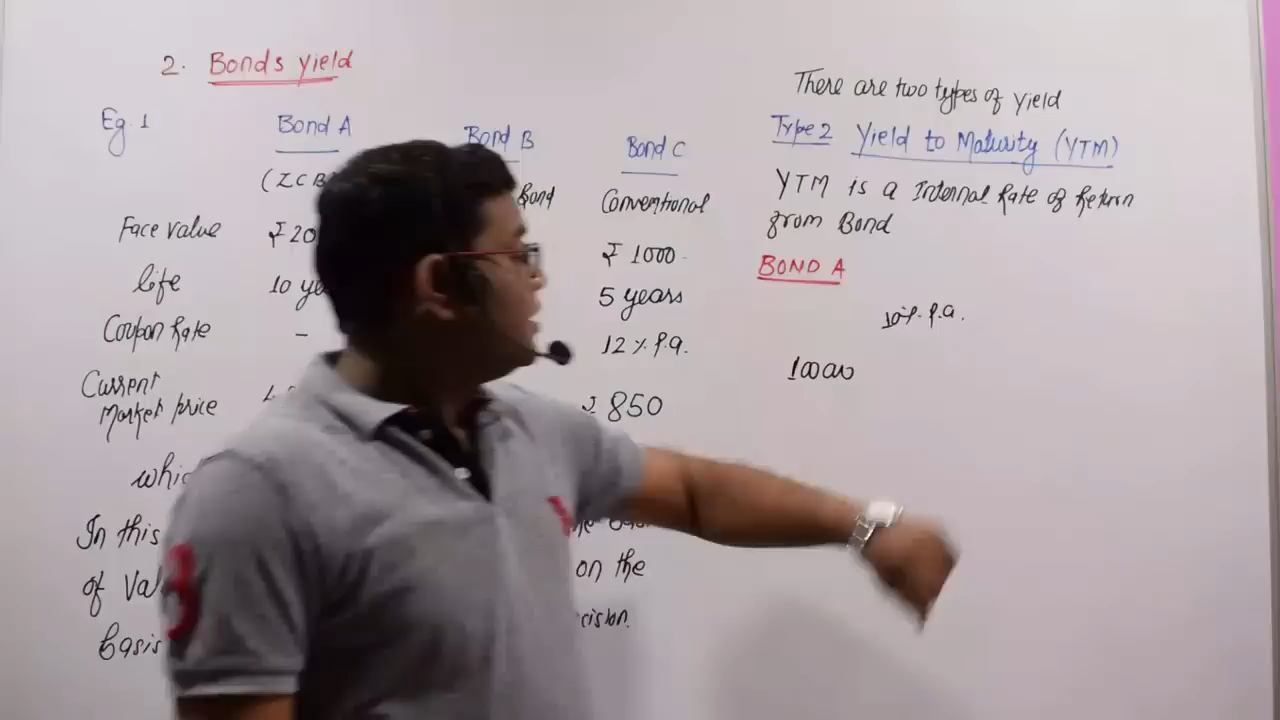 2. Bonds Yield
Eg. 1 Bond A Bond B Bond C
(ZCB Bond Conventional
Face Value ₹ 20 ₹ 1000
life 10 ye 5 years
Coupon Rate - 12 % p.a.
Current
Market price ₹ 850
whic
In this
of Val on the
basis cision.
There are two types of Yield
Type 2 Yield to Maturity (YTM)
YTM is a Internal Rate of Return
from Bond
BOND A
10% p.a.
10000
3